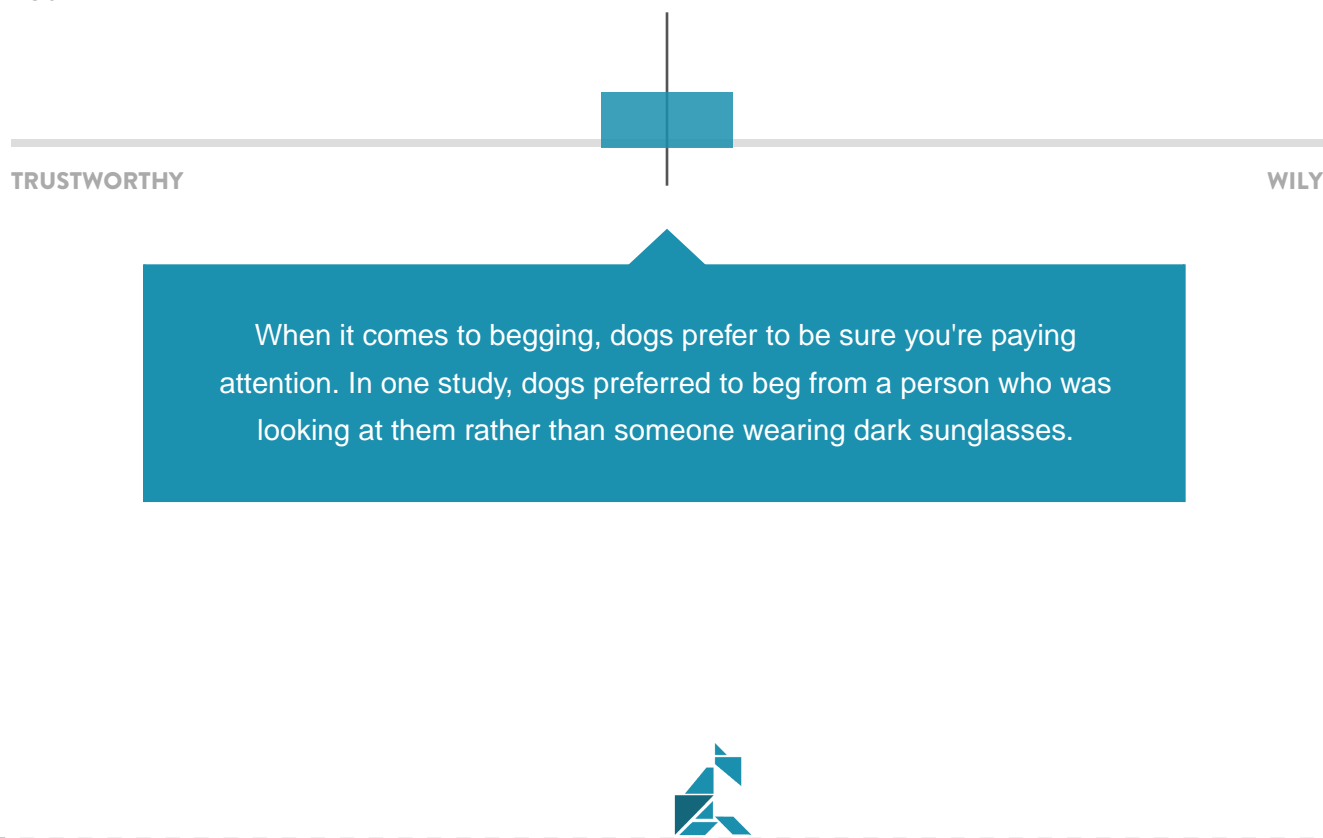 TRUSTWORTHY
WILY
When it comes to begging, dogs prefer to be sure you're paying
attention. In one study, dogs preferred to beg from a person who was
looking at them rather than someone wearing dark sunglasses.